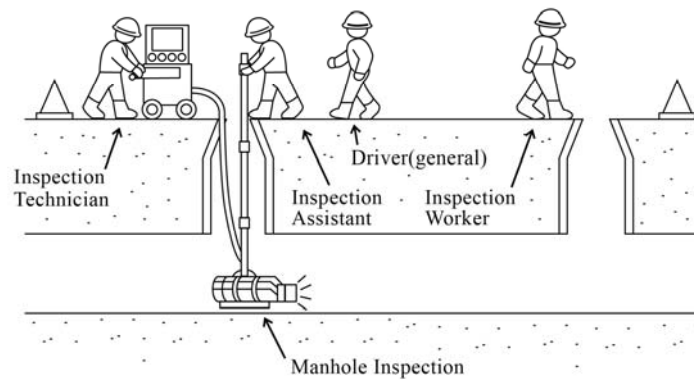 Driver(general)
Inspection
Technician
Inspection
Assistant
Inspection
Worker
Manhole Inspection